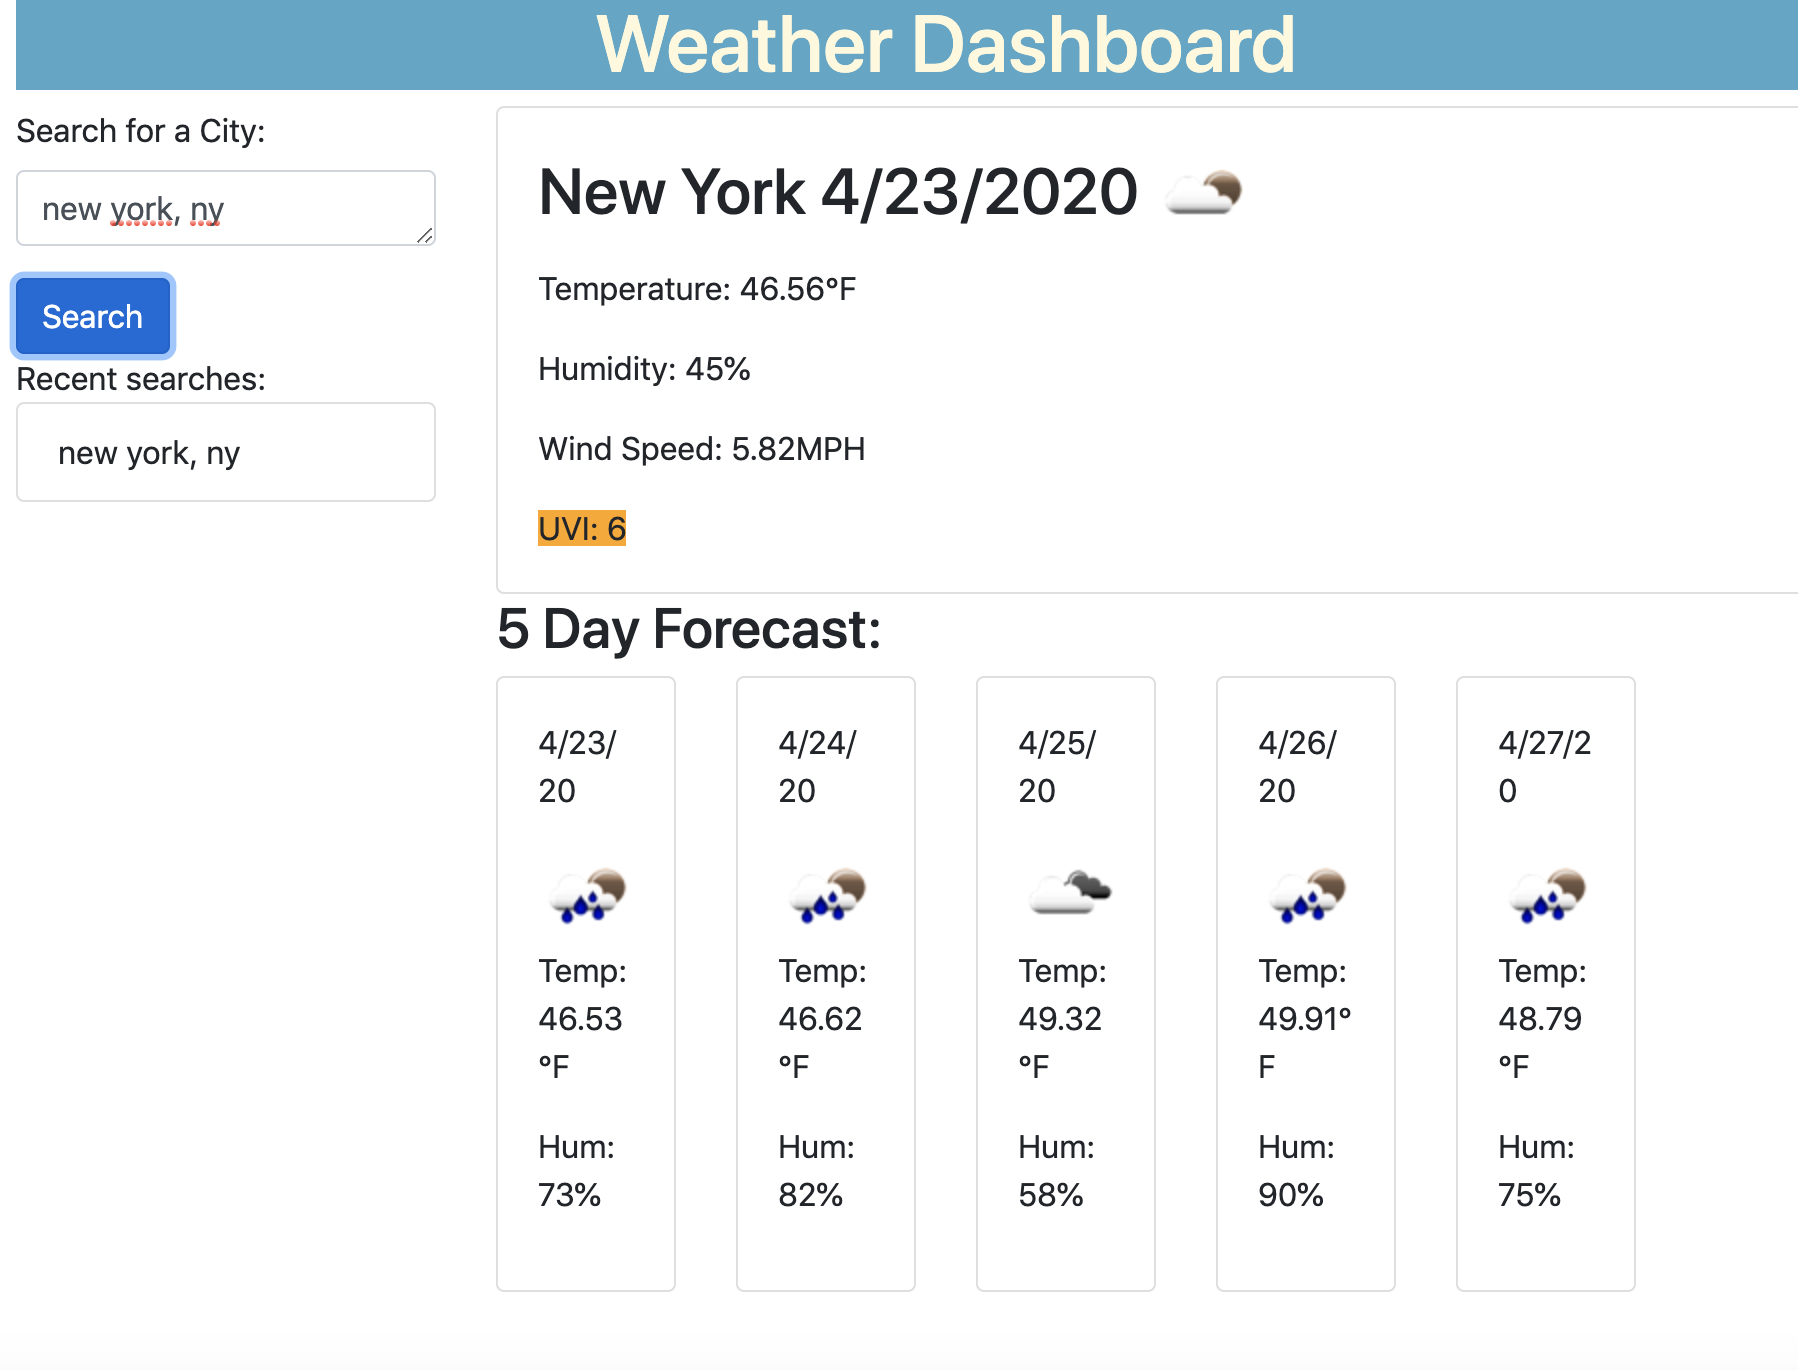 Weather Dashboard
Search for a City:
new york, ny
Search
Recent searches:
new york, ny
New York 4/23/2020
Temperature: 46.56°F
Humidity: 45%
Wind Speed: 5.82MPH
UVI: 6
5 Day Forecast:
4/23/
20
Temp:
46.53
°F
Hum:
73%
4/24/
20
Temp:
46.62
°F
Hum:
82%
4/25/
20
Temp:
49.32
°F
Hum:
58%
4/26/
20
Temp:
49.91°
F
Hum:
90%
4/27/2
0
Temp:
48.79
°F
Hum:
75%